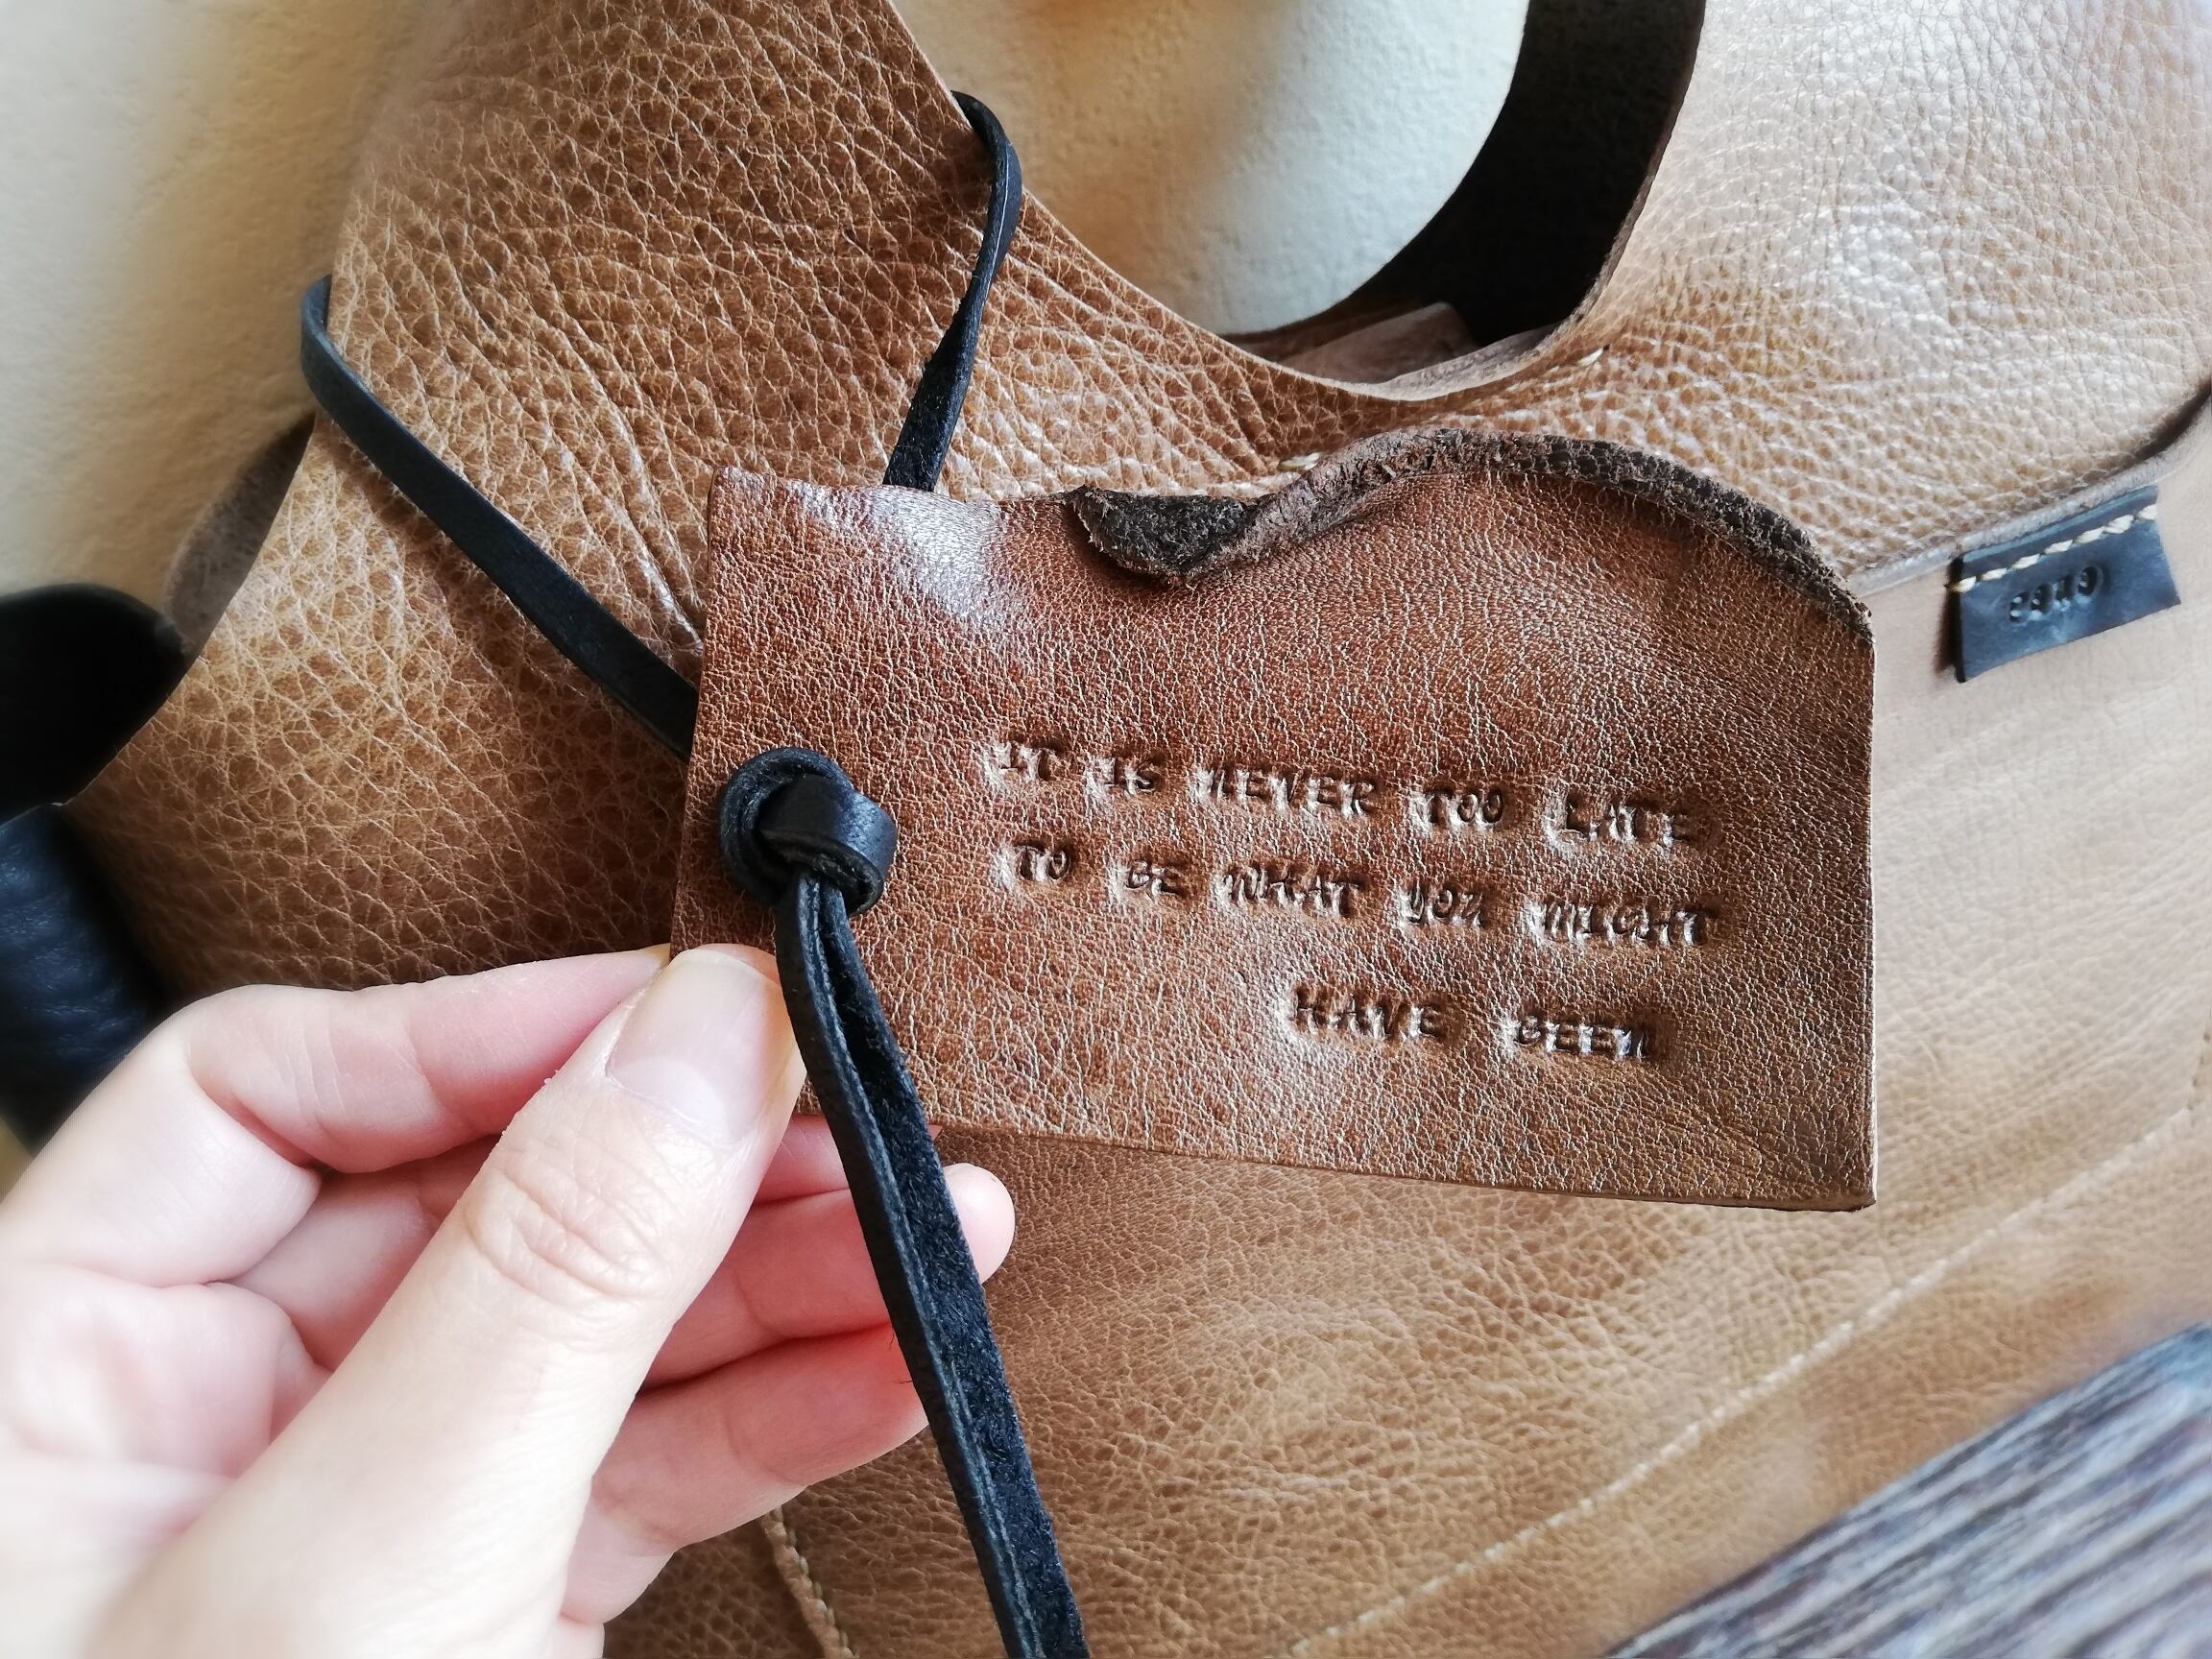 IT IS NEVER TOO LATE
TO BE WHAT YOU MIGHT
HAVE BEEN